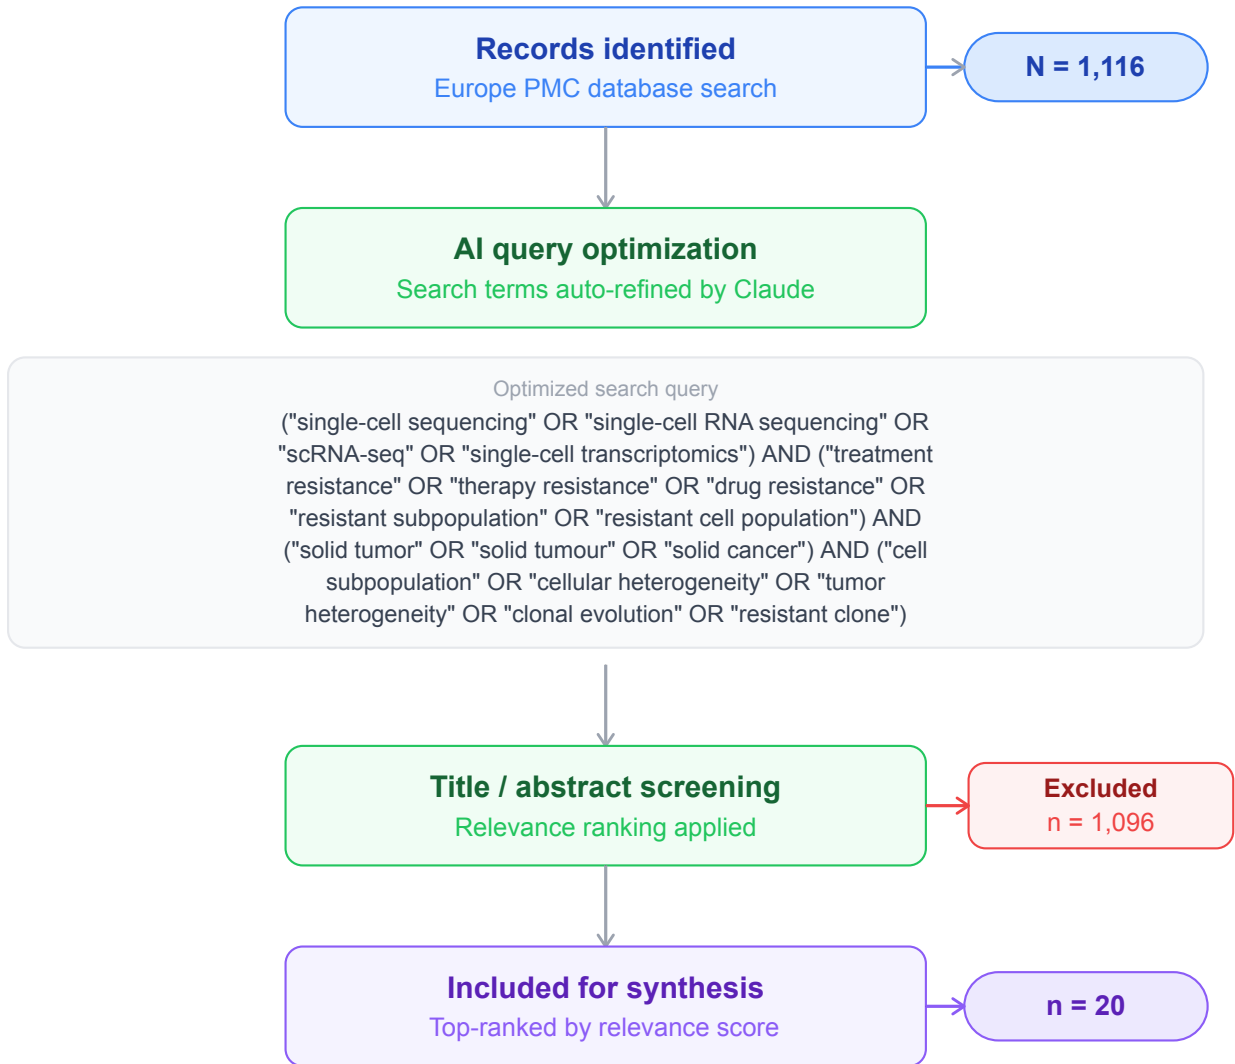 Records identified
Europe PMC database search
N = 1,116
AI query optimization
Search terms auto-refined by Claude
Optimized search query
("single-cell sequencing" OR "single-cell RNA sequencing" OR
"scRNA-seq" OR "single-cell transcriptomics") AND ("treatment
resistance" OR "therapy resistance" OR "drug resistance" OR
"resistant subpopulation" OR "resistant cell population") AND
("solid tumor" OR "solid tumour" OR "solid cancer") AND ("cell
subpopulation" OR "cellular heterogeneity" OR "tumor
heterogeneity" OR "clonal evolution" OR "resistant clone")
Title / abstract screening
Relevance ranking applied
Excluded
n = 1,096
Included for synthesis
Top-ranked by relevance score
n = 20